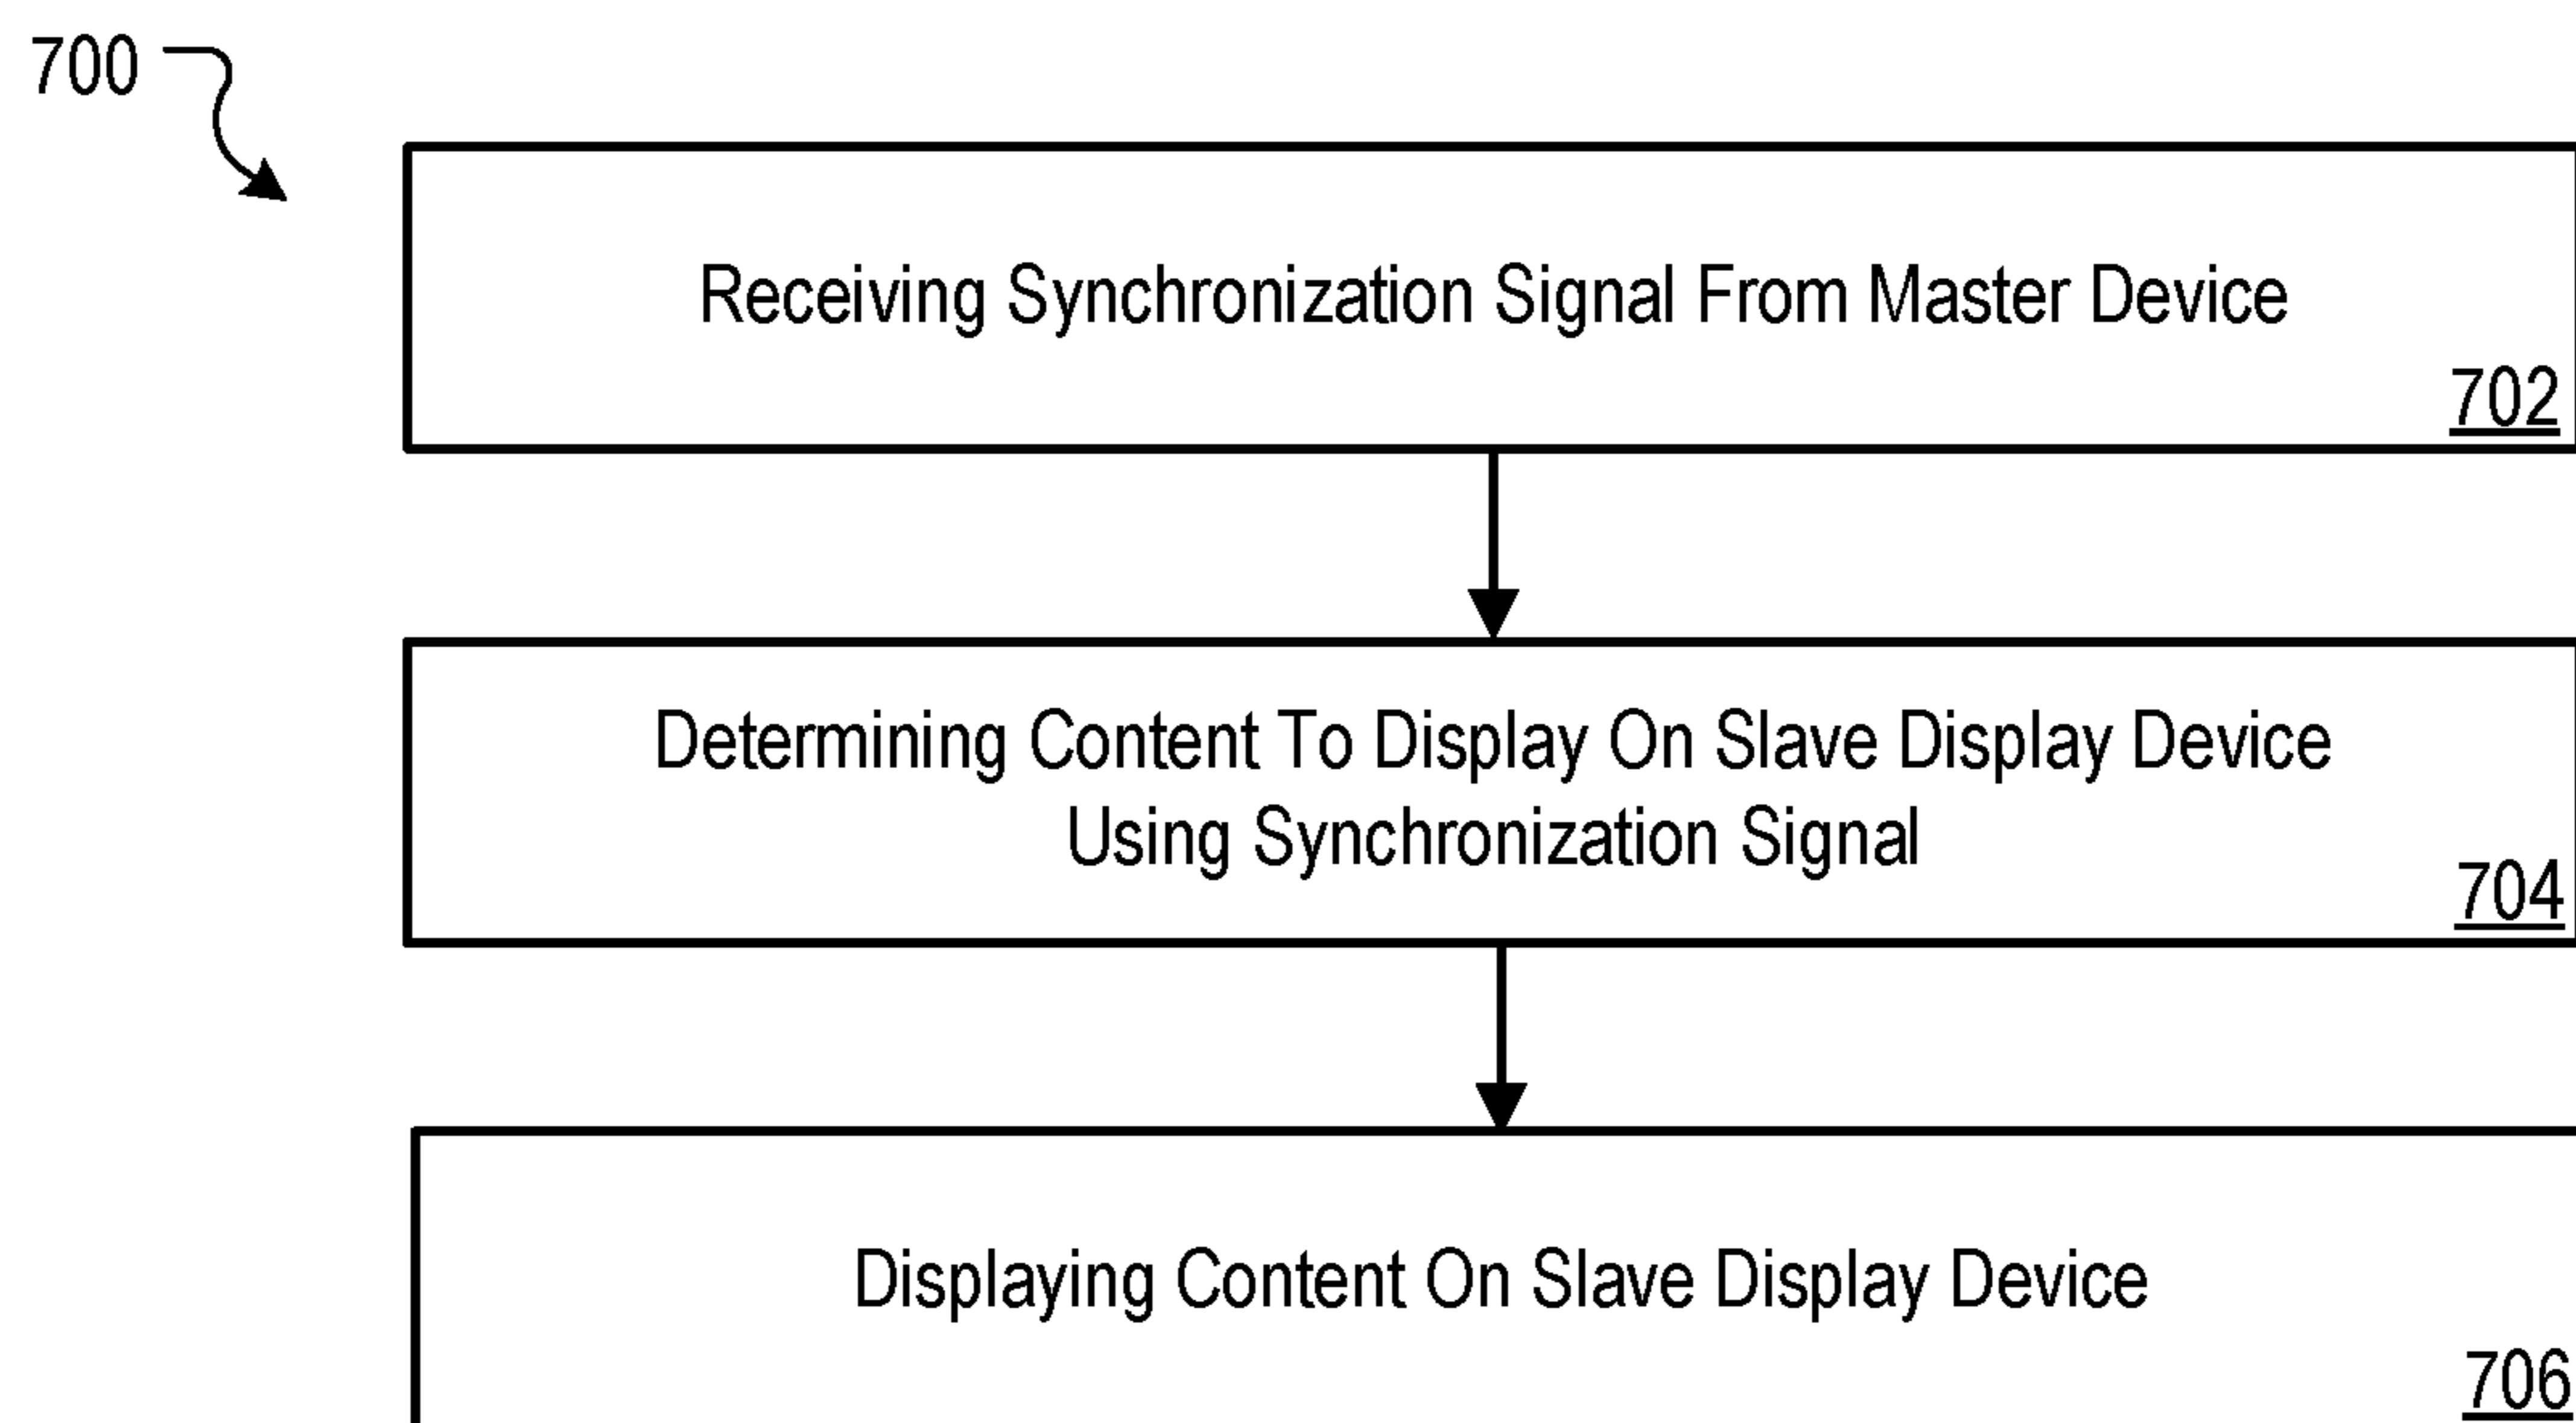 700
Receiving Synchronization Signal From Master Device
702
Determining Content To Display On Slave Display Device
Using Synchronization Signal
704
Displaying Content On Slave Display Device
706